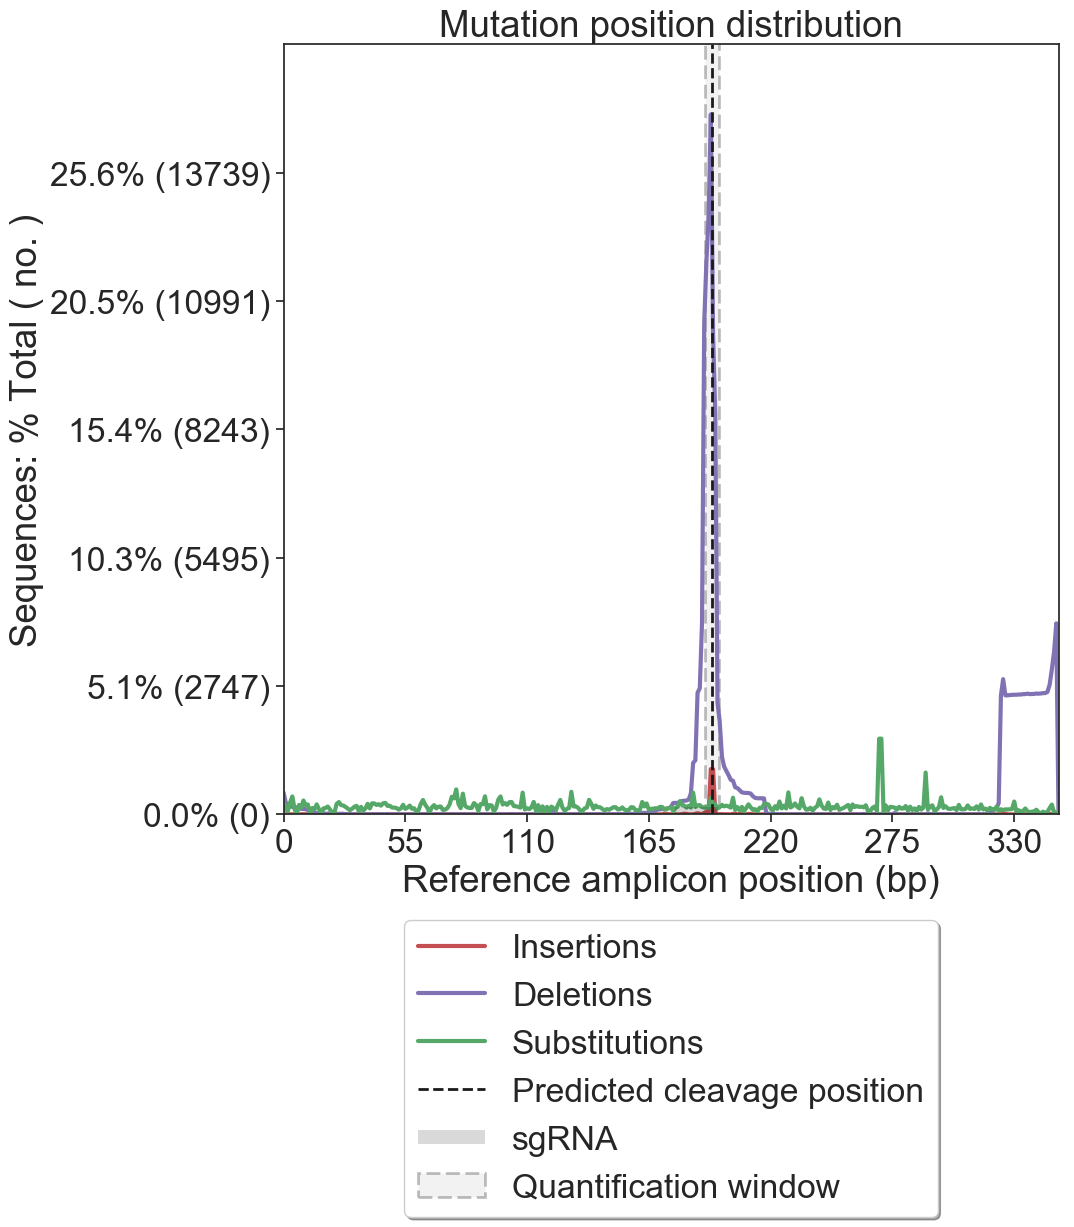 Mutation position distribution
Sequences: % Total ( no. )
25.6% (13739)
20.5% (10991)
15.4% (8243)
10.3% (5495)
5.1% (2747)
0.0% (0)
0 55 110 165 220 275 330
Reference amplicon position (bp)
Insertions
Deletions
Substitutions
Predicted cleavage position
sgRNA
Quantification window